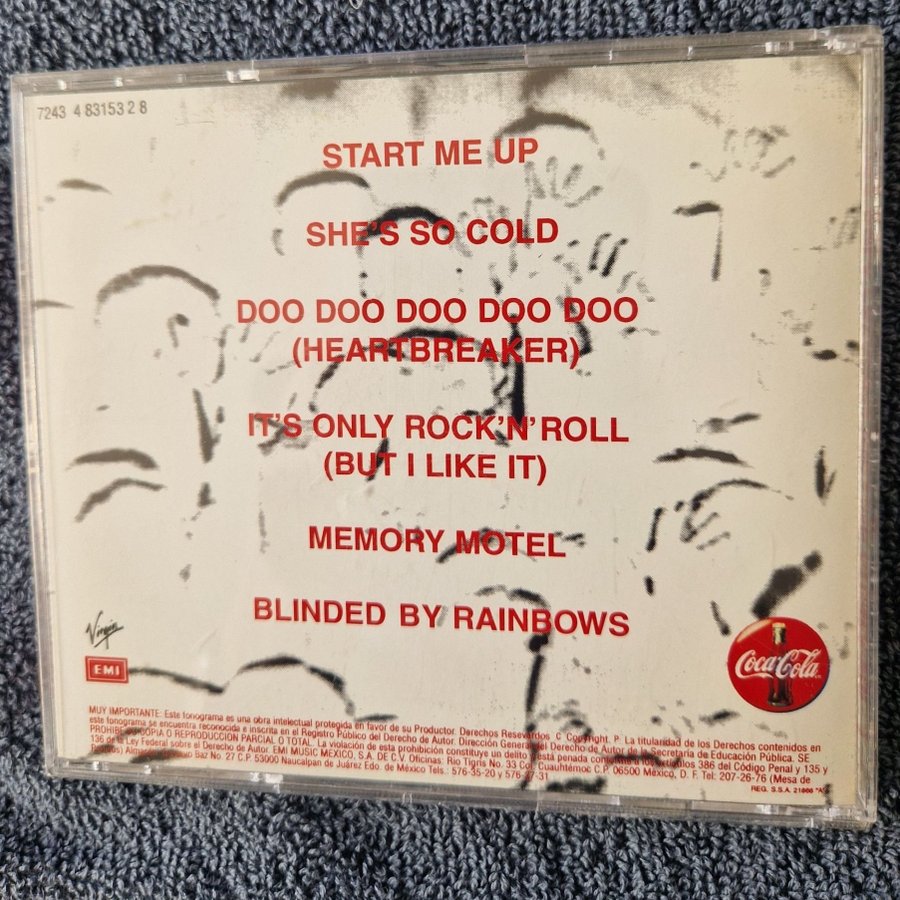 7243 4 83153 2 8
START ME UP
SHE'S SO COLD
DOO DOO DOO DOO DOO
(HEARTBREAKER)
IT'S ONLY ROCK'N'ROLL
(BUT I LIKE IT)
MEMORY MOTEL
BLINDED BY RAINBOWS
Virgin
EMI
Coca-Cola
MUY IMPORTANTE: Este fonograma es una obra intelectual protegida en favor de su Productor. Derechos Reservados C Copyright. P. La titularidad de los Derechos contenidos en
este fonograma se encuentra reconocida e inscrita en el Registro Público del Derecho de Autor. Dirección General del Derecho de Autor de la Secretaria de Educación Pública. SE
PROHIBE COPIA O REPRODUCCION PARCIAL O TOTAL. La violación de esta prohibición constituye un delito y está penada conforme a los artículos 386 del Código Penal y 135 y
136 de la Ley Federal sobre el Derecho de Autor. EMI MUSIC MEXICO, S.A. DE C.V. Oficinas: Rio Tigris No. 33 Col. Cuauhtémoc C.P. 06500 México, D. F. Tel: 207-26-76 (Mesa de
Baz No. 27 C.P. 53000 Naucalpan de Juárez Edo. de México Tels.: 576-35-20 y 576
REG. S.S.A. 21866 "A"